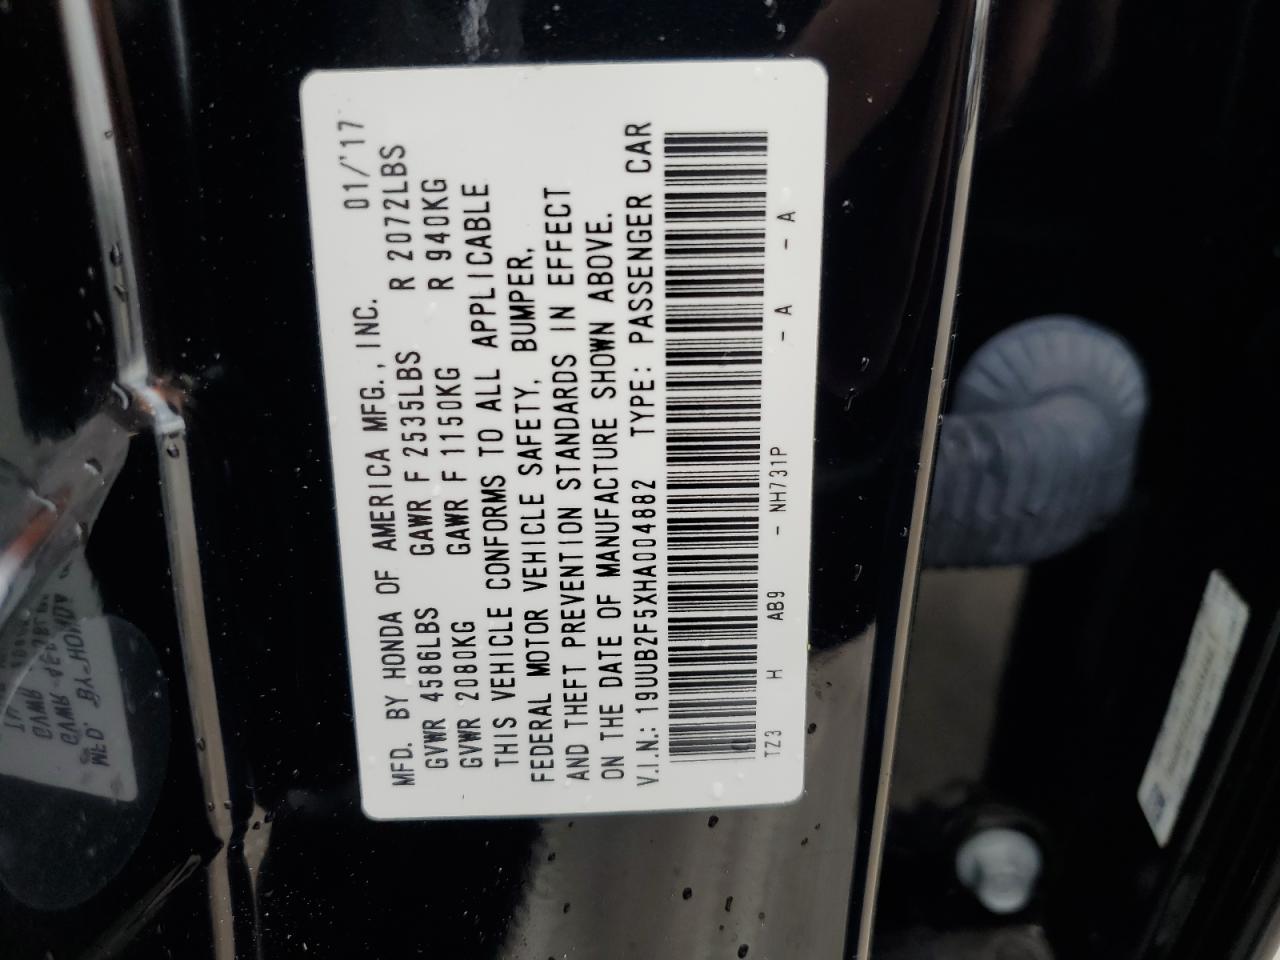 MFD. BY HONDA OF AMERICA MFG., INC. 01/'17
GVWR 4586LBS GAWR F 2535LBS R 2072LBS
GVWR 2080KG GAWR F 1150KG R 940KG
THIS VEHICLE CONFORMS TO ALL APPLICABLE
FEDERAL MOTOR VEHICLE SAFETY, BUMPER,
AND THEFT PREVENTION STANDARDS IN EFFECT
ON THE DATE OF MANUFACTURE SHOWN ABOVE.
V.I.N.: 19UUB2F5XHA004882 TYPE: PASSENGER CAR
TZ3 H AB9 - NH731P - A - A